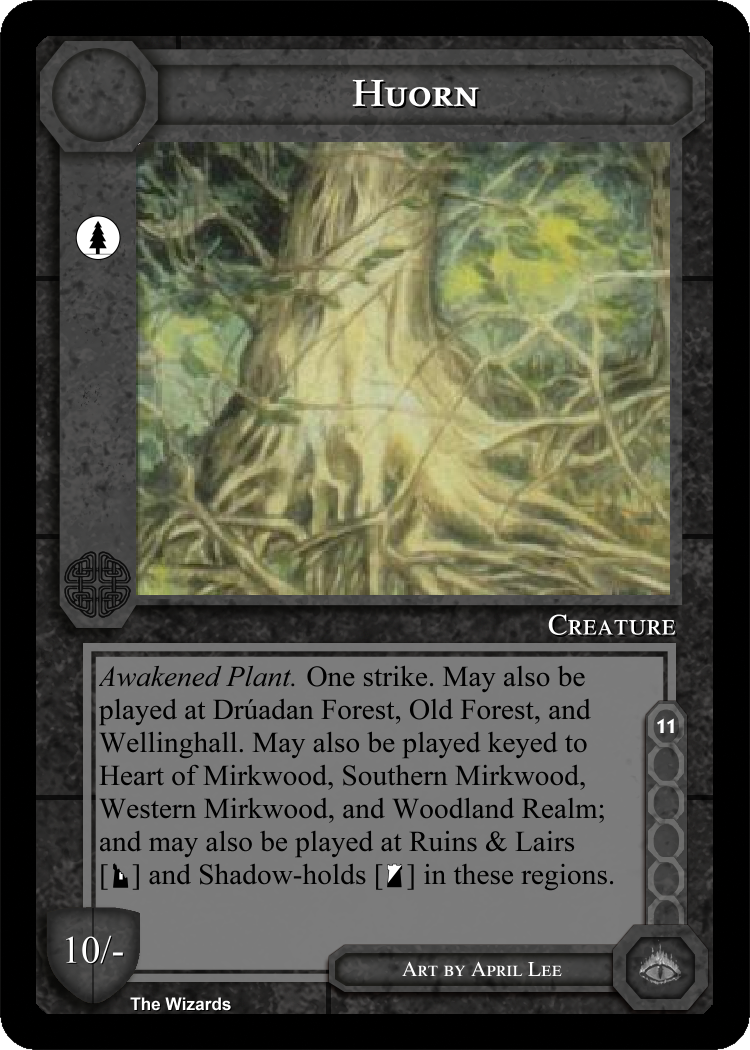 HUORN
CREATURE
Awakened Plant. One strike. May also be
played at Drúadan Forest, Old Forest, and
Wellinghall. May also be played keyed to
Heart of Mirkwood, Southern Mirkwood,
Western Mirkwood, and Woodland Realm;
and may also be played at Ruins & Lairs
[] and Shadow-holds [] in these regions.
11
10/-
ART BY APRIL LEE
The Wizards